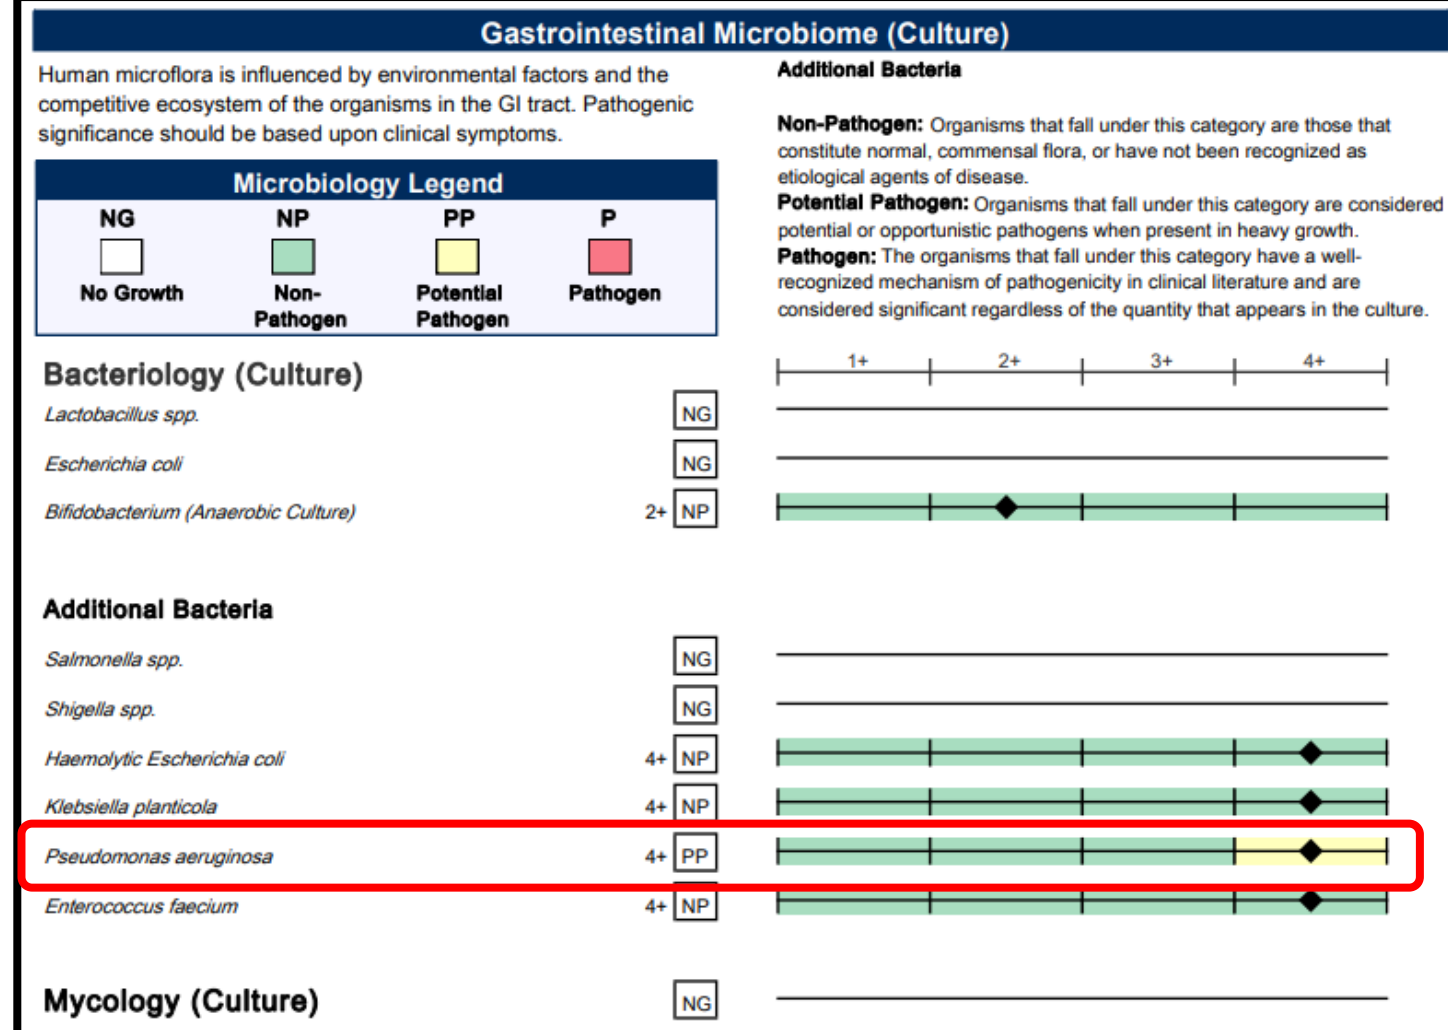 Gastrointestinal Microbiome (Culture)
Human microflora is influenced by environmental factors and the
competitive ecosystem of the organisms in the GI tract. Pathogenic
significance should be based upon clinical symptoms.
Microbiology Legend
NG NP PP P
No Growth Non-Pathogen Potential Pathogen Pathogen
Additional Bacteria
Non-Pathogen: Organisms that fall under this category are those that
constitute normal, commensal flora, or have not been recognized as
etiological agents of disease.
Potential Pathogen: Organisms that fall under this category are considered
potential or opportunistic pathogens when present in heavy growth.
Pathogen: The organisms that fall under this category have a well-
recognized mechanism of pathogenicity in clinical literature and are
considered significant regardless of the quantity that appears in the culture.
Bacteriology (Culture) 1+ 2+ 3+ 4+
Lactobacillus spp. NG
Escherichia coli NG
Bifidobacterium (Anaerobic Culture) 2+ NP
Additional Bacteria
Salmonella spp. NG
Shigella spp. NG
Haemolytic Escherichia coli 4+ NP
Klebsiella planticola 4+ NP
Pseudomonas aeruginosa 4+ PP
Enterococcus faecium 4+ NP
Mycology (Culture) NG